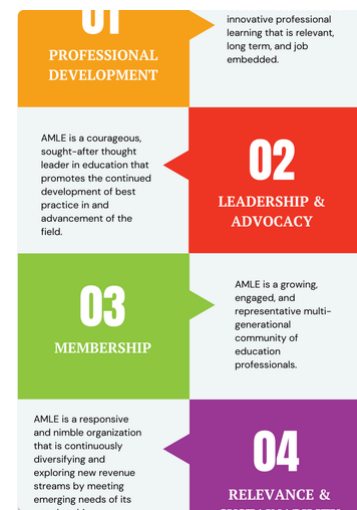 01
PROFESSIONAL
DEVELOPMENT
innovative professional
learning that is relevant,
long term, and job
embedded.
AMLE is a courageous,
sought-after thought
leader in education that
promotes the continued
development of best
practice in and
advancement of the
field.
02
LEADERSHIP &
ADVOCACY
03
MEMBERSHIP
AMLE is a growing,
engaged, and
representative multi-
generational
community of
education
professionals.
AMLE is a responsive
and nimble organization
that is continuously
diversifying and
exploring new revenue
streams by meeting
emerging needs of its
04
RELEVANCE &